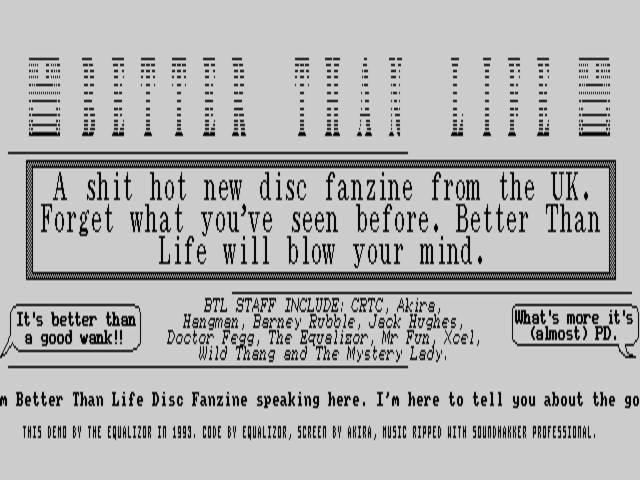 BETTER THAN LIFE
A shit hot new disc fanzine from the UK.
Forget what you've seen before. Better Than
Life will blow your mind.
BTL STAFF INCLUDE: CRTC, Akira,
Hangman, Barney Rubble, Jack Hughes,
Doctor Fegg, The Equalizor, Mr Fun, Xcel,
Wild Thang and The Mystery Lady.
It's better than
a good wank!!
What's more it's
(almost) PD.
m Better Than Life Disc Fanzine speaking here. I'm here to tell you about the go
THIS DEMO BY THE EQUALIZOR IN 1993. CODE BY EQUALIZOR, SCREEN BY AKIRA, MUSIC RIPPED WITH SOUNDHAKKER PROFESSIONAL.